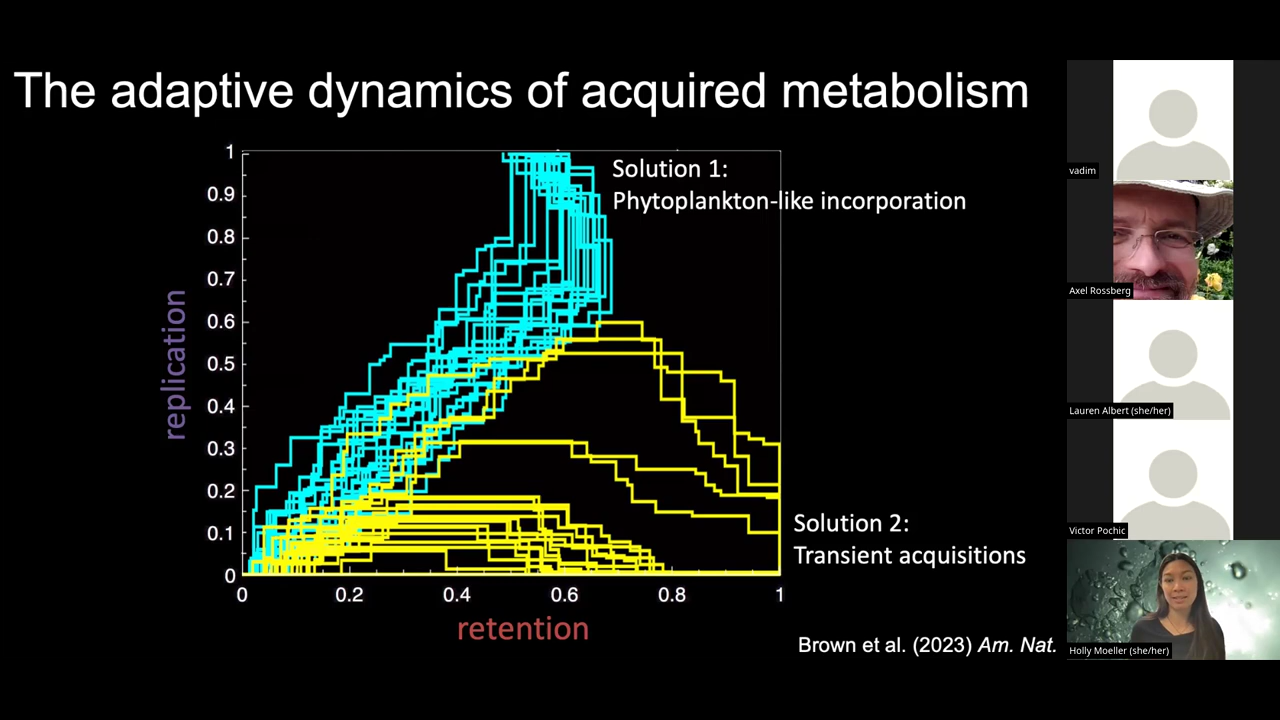 The adaptive dynamics of acquired metabolism
1
0.9
0.8
0.7
0.6
0.5
0.4
0.3
0.2
0.1
0
replication
0 0.2 0.4 0.6 0.8 1
retention
Solution 1:
Phytoplankton-like incorporation
Solution 2:
Transient acquisitions
Brown et al. (2023) Am. Nat.
vadim
Axel Rossberg
Lauren Albert (she/her)
Victor Pochic
Holly Moeller (she/her)